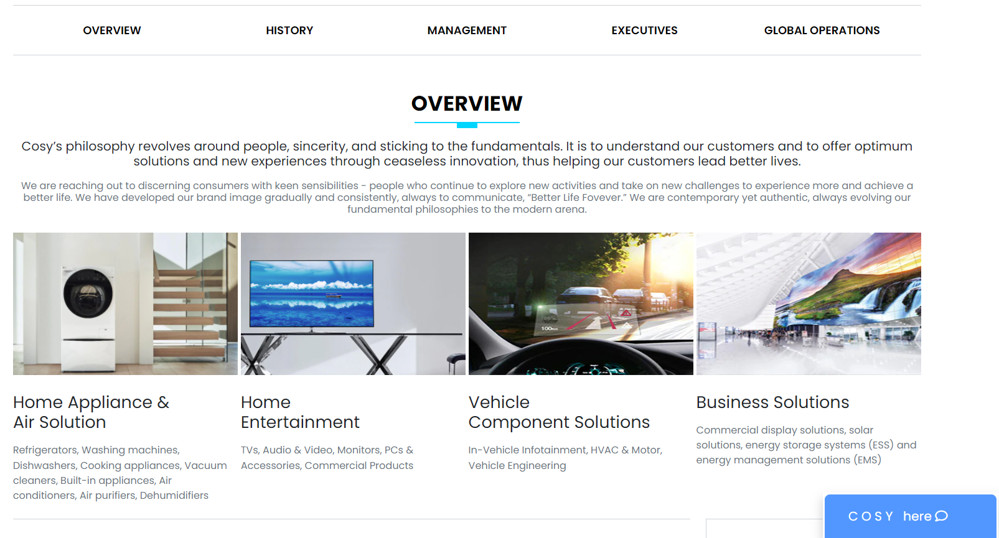 OVERVIEW
HISTORY
MANAGEMENT
EXECUTIVES
GLOBAL OPERATIONS
OVERVIEW
Cosy’s philosophy revolves around people, sincerity, and sticking to the fundamentals. It is to understand our customers and to offer optimum
solutions and new experiences through ceaseless innovation, thus helping our customers lead better lives.
We are reaching out to discerning consumers with keen sensibilities - people who continue to explore new activities and take on new challenges to experience more and achieve a
better life. We have developed our brand image gradually and consistently, always to communicate, “Better Life Fovever.” We are contemporary yet authentic, always evolving our
fundamental philosophies to the modern arena.
100km
Home Appliance &
Air Solution
Refrigerators, Washing machines,
Dishwashers, Cooking appliances, Vacuum
cleaners, Built-in appliances, Air
conditioners, Air purifiers, Dehumidifiers
Home
Entertainment
TVs, Audio & Video, Monitors, PCs &
Accessories, Commercial Products
Vehicle
Component Solutions
In-Vehicle Infotainment, HVAC & Motor,
Vehicle Engineering
Business Solutions
Commercial display solutions, solar
solutions, energy storage systems (ESS) and
energy management solutions (EMS)
COSY here